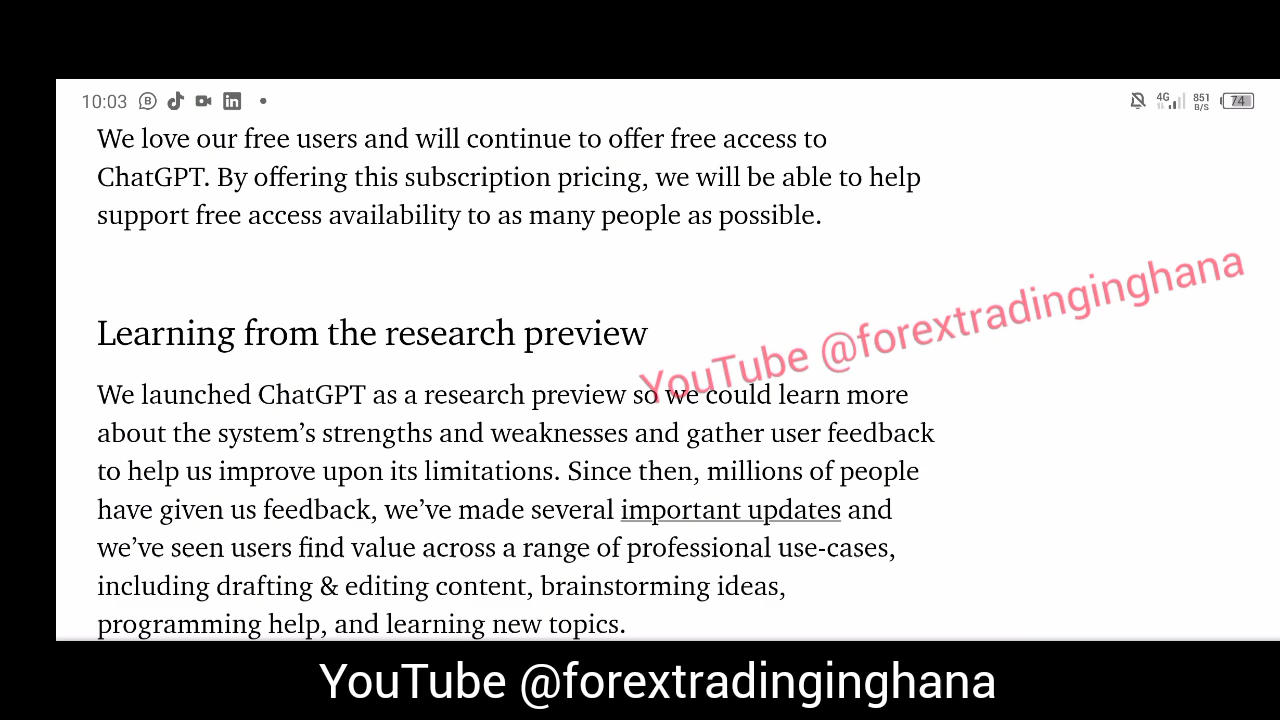 10:03
4G
851
B/S
74
We love our free users and will continue to offer free access to
ChatGPT. By offering this subscription pricing, we will be able to help
support free access availability to as many people as possible.
YouTube @forextradinginghana
Learning from the research preview
We launched ChatGPT as a research preview so we could learn more
about the system’s strengths and weaknesses and gather user feedback
to help us improve upon its limitations. Since then, millions of people
have given us feedback, we’ve made several important updates and
we’ve seen users find value across a range of professional use-cases,
including drafting & editing content, brainstorming ideas,
programming help, and learning new topics.
YouTube @forextradinginghana